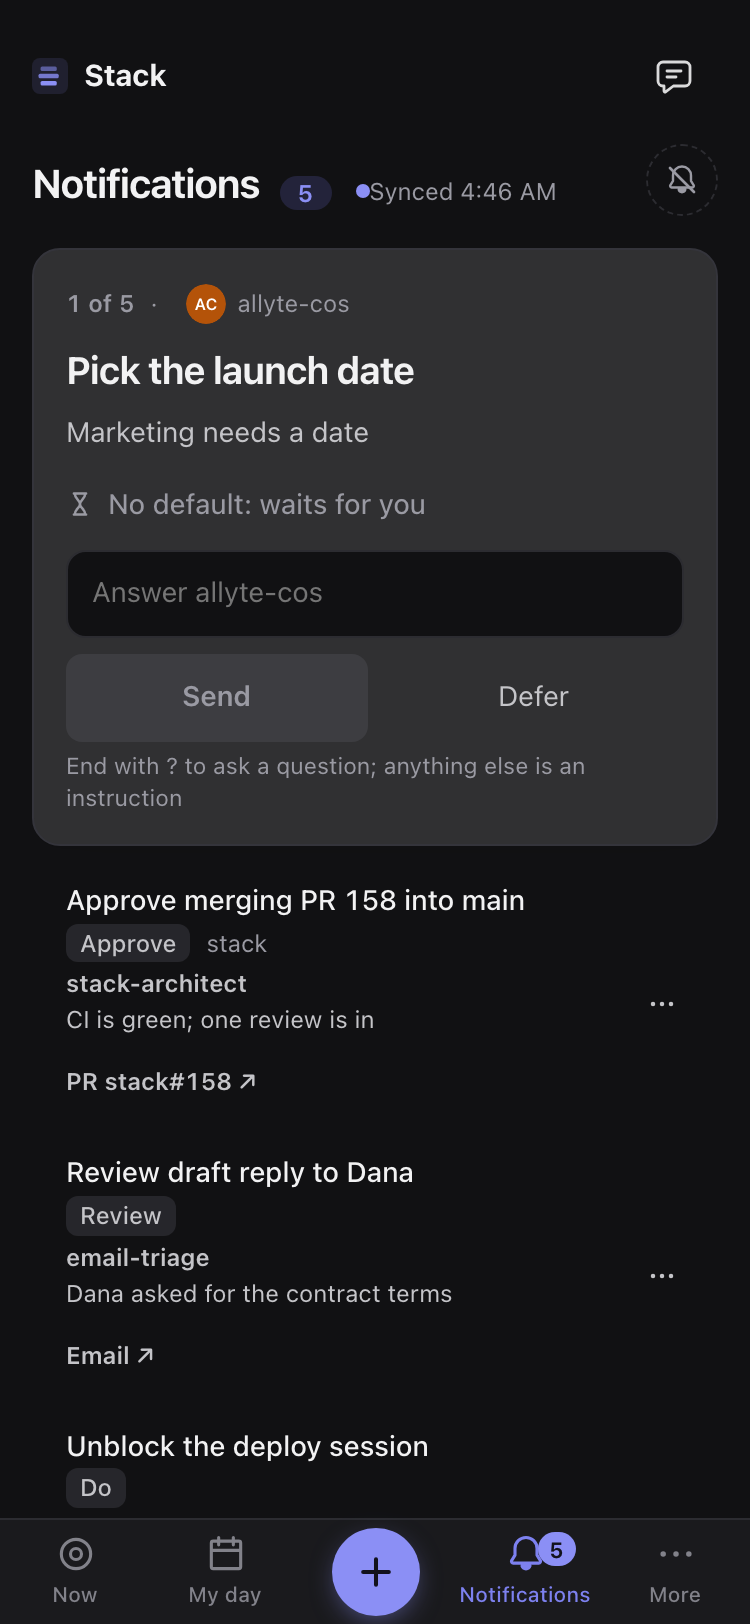 Stack
Notifications 5 Synced 4:46 AM
1 of 5 · AC allyte-cos
Pick the launch date
Marketing needs a date
No default: waits for you
Answer allyte-cos
Send Defer
End with ? to ask a question; anything else is an
instruction
Approve merging PR 158 into main
Approve stack
stack-architect
CI is green; one review is in
PR stack#158
Review draft reply to Dana
Review
email-triage
Dana asked for the contract terms
Email
Unblock the deploy session
Do
5
Now My day Notifications More